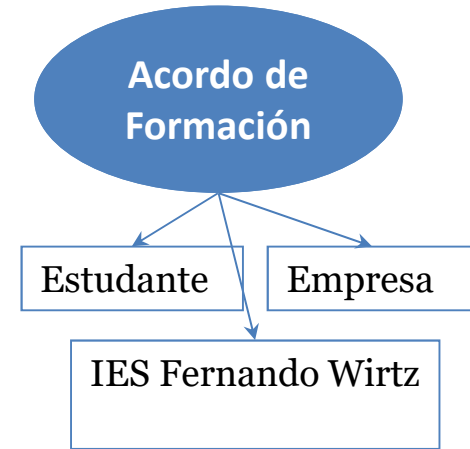 Acordo de
Formación
Estudante
Empresa
IES Fernando Wirtz